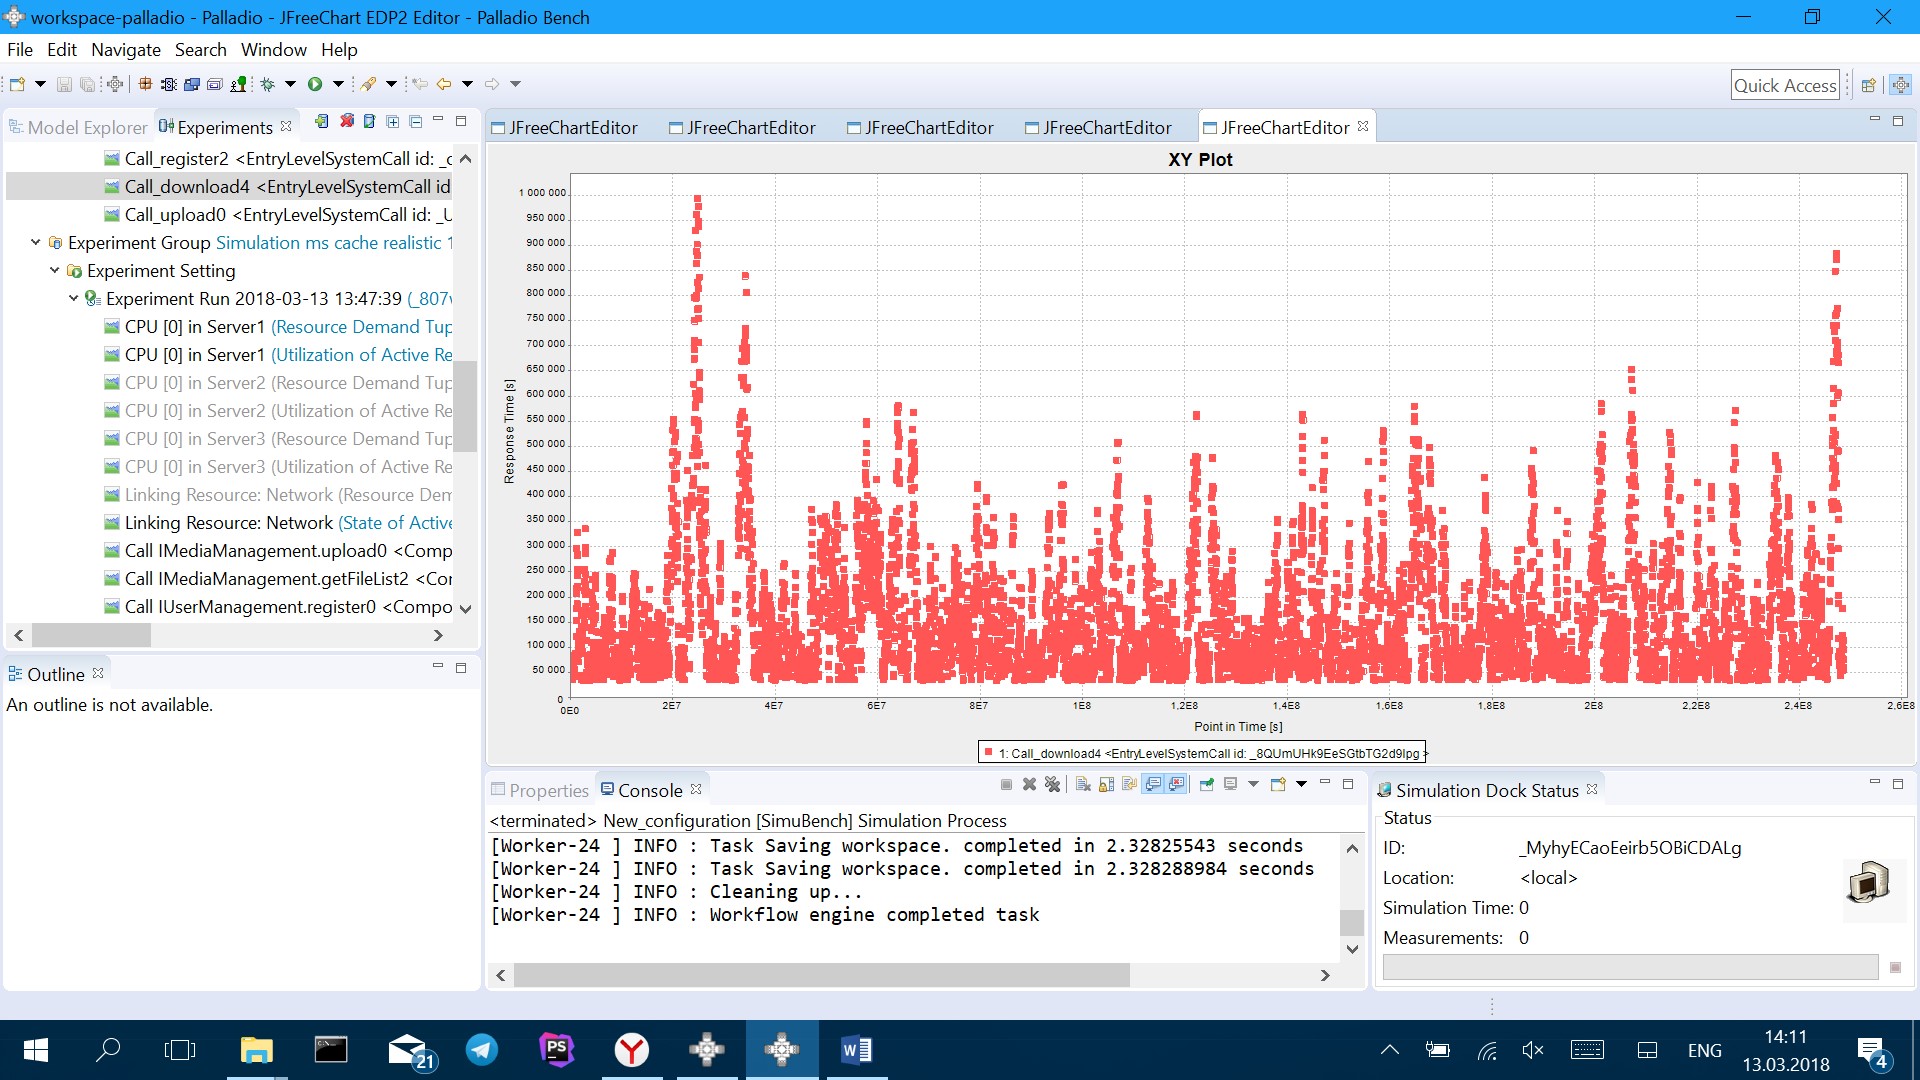 workspace-palladio - Palladio - JFreeChart EDP2 Editor - Palladio Bench
File Edit Navigate Search Window Help
Quick Access
Model Explorer Experiments
Call_register2 <EntryLevelSystemCall id: _c
Call_download4 <EntryLevelSystemCall id
Call_upload0 <EntryLevelSystemCall id: _U
Experiment Group Simulation ms cache realistic 1
Experiment Setting
Experiment Run 2018-03-13 13:47:39 (_807v
CPU [0] in Server1 (Resource Demand Tup
CPU [0] in Server1 (Utilization of Active Re
CPU [0] in Server2 (Resource Demand Tup
CPU [0] in Server2 (Utilization of Active Re
CPU [0] in Server3 (Resource Demand Tup
CPU [0] in Server3 (Utilization of Active Re
Linking Resource: Network (Resource Dem
Linking Resource: Network (State of Active
Call IMediaManagement.upload0 <Comp
Call IMediaManagement.getFileList2 <Cor
Call IUserManagement.register0 <Compo
Outline
An outline is not available.
JFreeChartEditor JFreeChartEditor JFreeChartEditor JFreeChartEditor JFreeChartEditor
XY Plot
Response Time [s]
1 000 000
950 000
900 000
850 000
800 000
750 000
700 000
650 000
600 000
550 000
500 000
450 000
400 000
350 000
300 000
250 000
200 000
150 000
100 000
50 000
0
0E0 2E7 4E7 6E7 8E7 1E8 1,2E8 1,4E8 1,6E8 1,8E8 2E8 2,2E8 2,4E8 2,6E8
Point in Time [s]
1: Call_download4 <EntryLevelSystemCall id: _8QUmUHk9EeSGtbTG2d9Ipg >
Properties Console
<terminated> New_configuration [SimuBench] Simulation Process
[Worker-24 ] INFO : Task Saving workspace. completed in 2.32825543 seconds
[Worker-24 ] INFO : Task Saving workspace. completed in 2.328288984 seconds
[Worker-24 ] INFO : Cleaning up...
[Worker-24 ] INFO : Workflow engine completed task
Simulation Dock Status
Status
ID: _MyhyECaoEeirb5OBiCDALg
Location: <local>
Simulation Time: 0
Measurements: 0
21
PS
ENG
14:11
13.03.2018
4